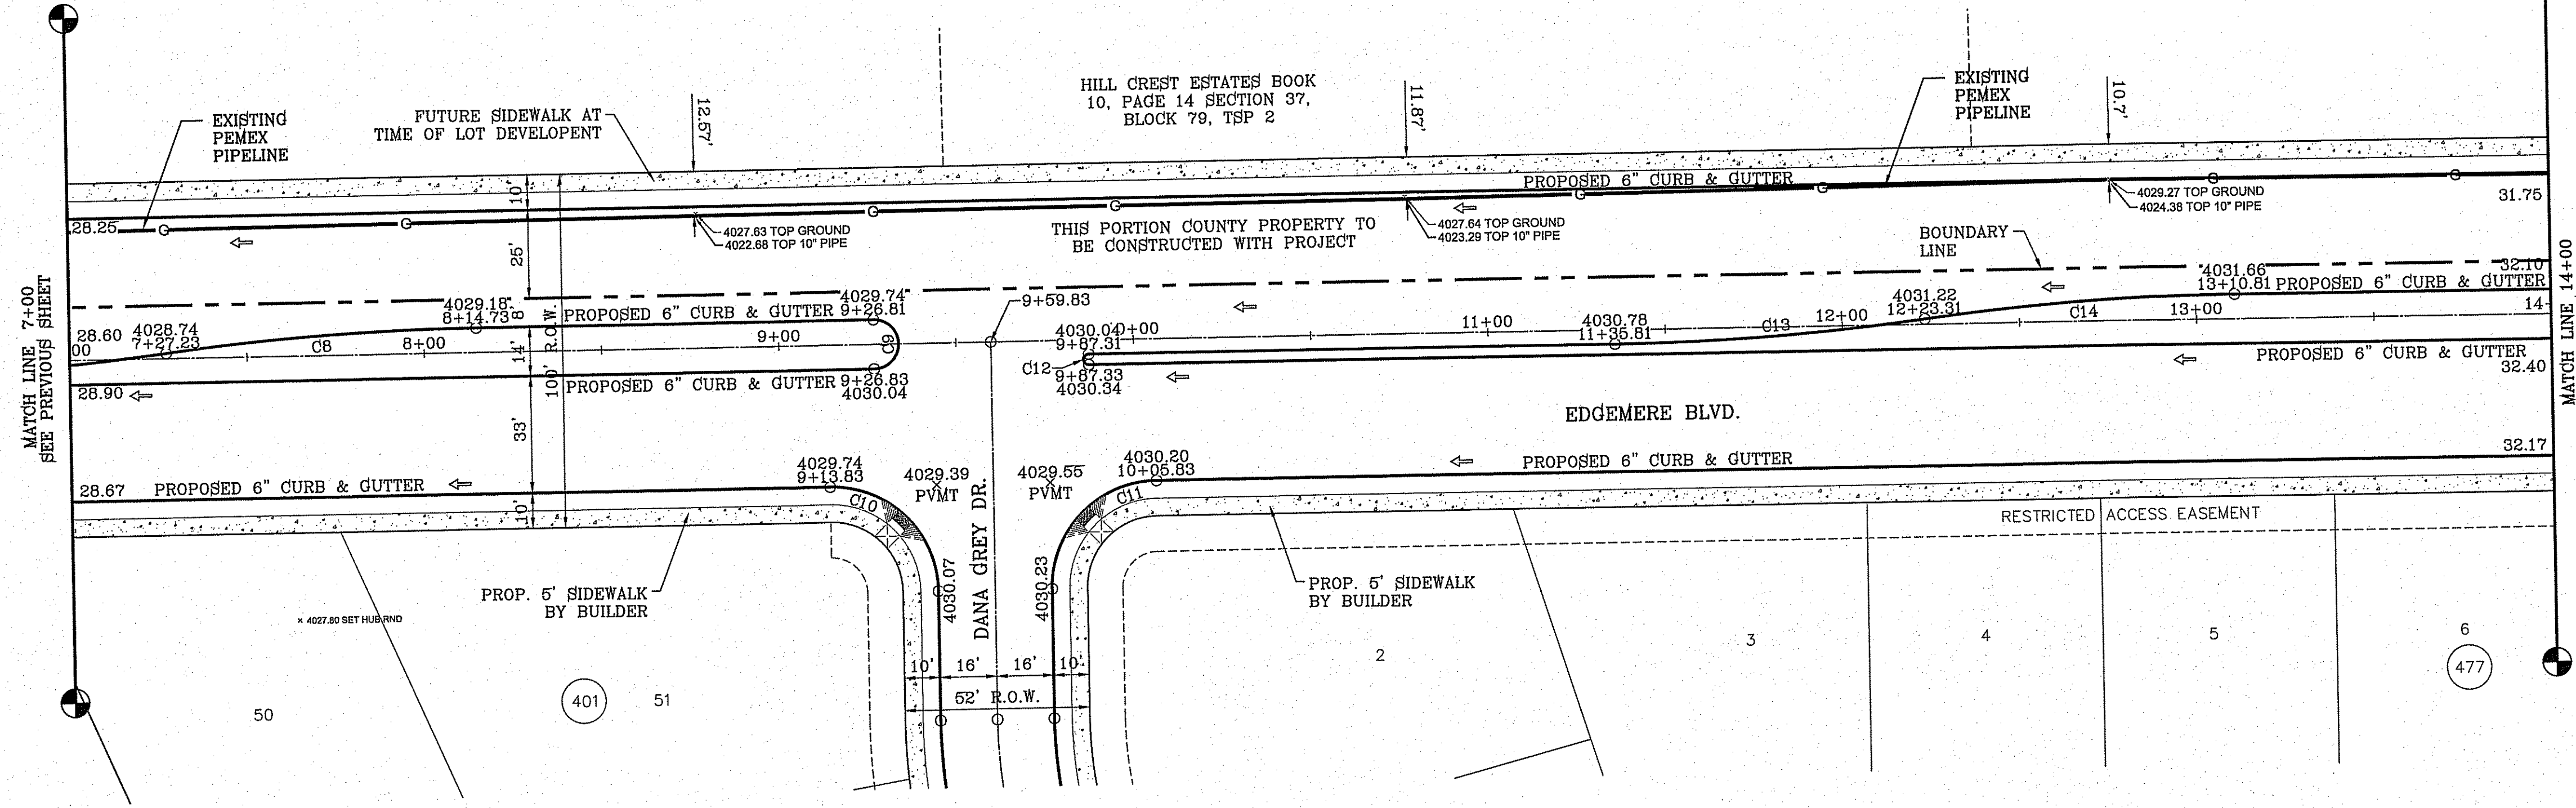 HILL CREST ESTATES BOOK
10, PAGE 14 SECTION 37,
BLOCK 79, TSP 2
EXISTING
PEMEX
PIPELINE
FUTURE SIDEWALK AT
TIME OF LOT DEVELOPENT
12.57'
11.87'
EXISTING
PEMEX
PIPELINE
10.7'
10'
PROPOSED 6" CURB & GUTTER
4029.27 TOP GROUND
4024.38 TOP 10" PIPE
31.75
28.25
G
G
G
G
G
G
G
G
4027.63 TOP GROUND
4022.68 TOP 10" PIPE
THIS PORTION COUNTY PROPERTY TO
BE CONSTRUCTED WITH PROJECT
4027.64 TOP GROUND
4023.29 TOP 10" PIPE
BOUNDARY
LINE
25'
MATCH LINE 7+00
SEE PREVIOUS SHEET
MATCH LINE 14+00
28.60
4028.74
7+27.23
00
C8
8+00
4029.18
8+14.73
8'
14'
100' R.O.W.
PROPOSED 6" CURB & GUTTER
4029.74
9+26.81
9+00
C9
9+59.83
4030.04
9+87.31
0+00
11+00
4030.78
11+35.81
C13
12+00
4031.22
12+23.31
C14
13+00
4031.66
13+10.81
PROPOSED 6" CURB & GUTTER
32.10
14
28.90
PROPOSED 6" CURB & GUTTER
9+26.83
4030.04
C12
9+87.33
4030.34
PROPOSED 6" CURB & GUTTER
32.40
33'
EDGEMERE BLVD.
28.67
PROPOSED 6" CURB & GUTTER
10'
4029.74
9+13.83
C10
4029.39
PVMT
4029.55
PVMT
C11
4030.20
10+05.83
PROPOSED 6" CURB & GUTTER
32.17
RESTRICTED ACCESS EASEMENT
PROP. 5' SIDEWALK
BY BUILDER
4030.07
DANA GREY DR.
4030.23
PROP. 5' SIDEWALK
BY BUILDER
4027.80 SET HUB RND
10'
16'
16'
10'
52' R.O.W.
50
401
51
2
3
4
5
6
477